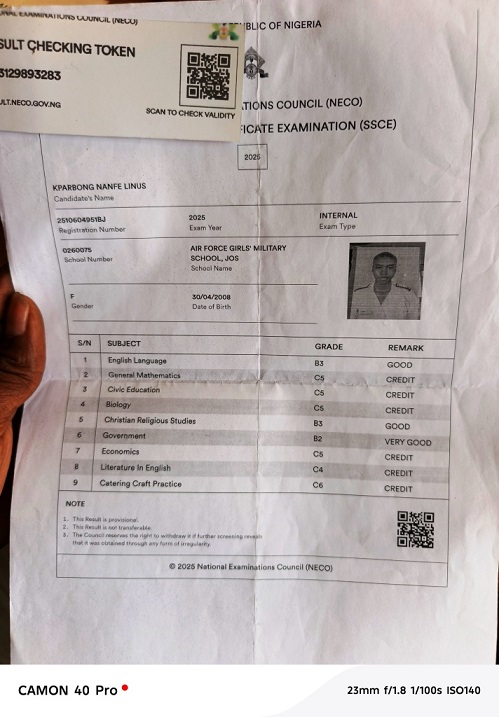 NAL EXAMINATIONS COUNCIL (NECO)
SULT CHECKING TOKEN
3129893283
ULT.NECO.GOV.NG
SCAN TO CHECK VALIDITY
BLIC OF NIGERIA
TIONS COUNCIL (NECO)
FICATE EXAMINATION (SSCE)
2025
KPARBONG NANFE LINUS
Candidate's Name
2510604951BJ
Registration Number
2025
Exam Year
INTERNAL
Exam Type
0260075
School Number
AIR FORCE GIRLS' MILITARY
SCHOOL, JOS
School Name
F
Gender
30/04/2008
Date of Birth
S/N SUBJECT GRADE REMARK
1 English Language B3 GOOD
2 General Mathematics C5 CREDIT
3 Civic Education C5 CREDIT
4 Biology C5 CREDIT
5 Christian Religious Studies B3 GOOD
6 Government B2 VERY GOOD
7 Economics C5 CREDIT
8 Literature In English C4 CREDIT
9 Catering Craft Practice C6 CREDIT
NOTE
1. This Result is provisional.
2. This Result is not transferable.
3. The Council reserves the right to withdraw it if further screening reveals
that it was obtained through any form of irregularity.
© 2025 National Examinations Council (NECO)
CAMON 40 Pro
23mm f/1.8 1/100s ISO140